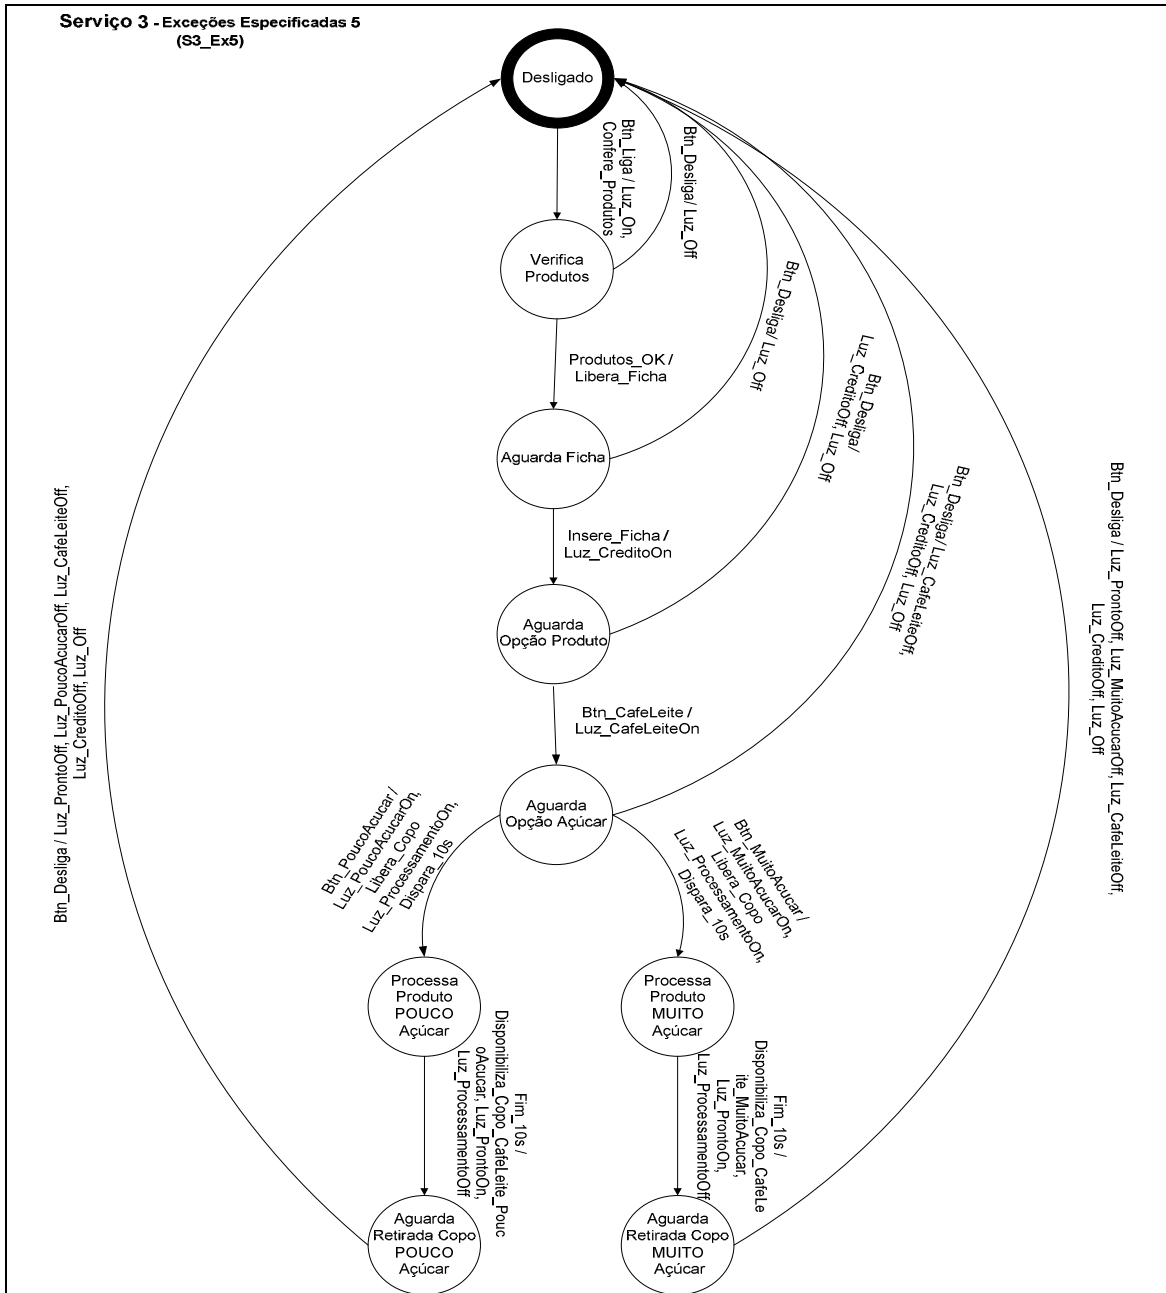 Serviço 3 - Exceções Especificadas 5
(S3_Ex5)
Desligado
Btn_Liga / Luz_On,
Confere_Produtos
Btn_Desliga/ Luz_Off
Verifica
Produtos
Btn_Desliga/ Luz_Off
Produtos_OK /
Libera_Ficha
Btn_Desliga/
Luz_CreditoOff, Luz_Off
Aguarda Ficha
Insere_Ficha /
Luz_CreditoOn
Btn_Desliga/ Luz_CafeLeiteOff,
Luz_CreditoOff, Luz_Off
Btn_Desliga / Luz_ProntoOff, Luz_MuitoAcucarOff, Luz_CafeLeiteOff,
Luz_CreditoOff, Luz_Off
Btn_Desliga / Luz_ProntoOff, Luz_PoucoAcucarOff, Luz_CafeLeiteOff,
Luz_CreditoOff, Luz_Off
Aguarda
Opção Produto
Btn_CafeLeite /
Luz_CafeLeiteOn
Aguarda
Opção Açúcar
Btn_PoucoAcucar /
Luz_PoucoAcucarOn,
Libera_Copo
Luz_ProcessamentoOn,
Dispara_10s
Btn_MuitoAcucar /
Luz_MuitoAcucarOn,
Libera_Copo
Luz_ProcessamentoOn,
Dispara_10s
Processa
Produto
POUCO
Açúcar
Processa
Produto
MUITO
Açúcar
Fim_10s /
Disponibiliza_Copo_CafeLeite_Pouc
oAcucar, Luz_ProntoOn,
Luz_ProcessamentoOff
Fim_10s /
Disponibiliza_Copo_CafeLe
ite_MuitoAcucar,
Luz_ProntoOn,
Luz_ProcessamentoOff
Aguarda
Retirada Copo
POUCO
Açúcar
Aguarda
Retirada Copo
MUITO
Açúcar